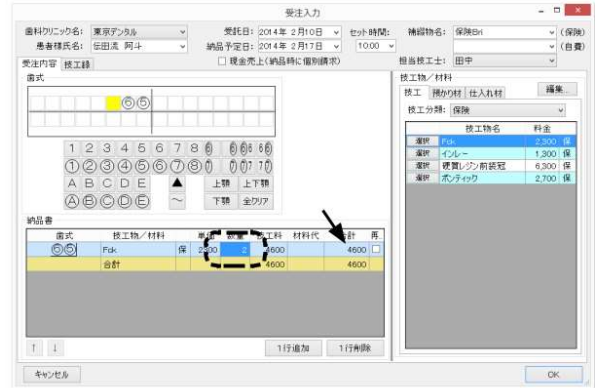 受注入力
歯科クリニック名: 東京デンタル 受託日: 2014年 2月10日 セット時間: 補綴物名: 保険Bri (保険)
患者様氏名: 伝田流 阿斗 納品予定日: 2014年 2月17日 10:00 (自費)
現金売上(納品時に個別請求) 担当技工士: 田中
受注内容 技工録
歯式
⑥⑤
1 2 3 4 5 6 7 8
① ② ③ ④ ⑤ ⑥ ⑦ ⑧
A B C D E ▲ 上顎 上下顎
Ⓐ Ⓑ Ⓒ Ⓓ Ⓔ ~ 下顎 全クリア
技工物/材料
技工 預かり材 仕入れ材 編集...
技工分類: 保険
技工物名 料金
選択 Fck 2,300 保
選択 インレー 1,300 保
選択 硬質レジン前装冠 6,300 保
選択 ポンティック 2,700 保
納品書
歯式 技工物/材料 単価 数量 技工料 材料代 合計 再.
Fck 保 2300 2 4600 4600
合計 4600 4600
↑ ↓ 1行追加 1行削除
キャンセル OK